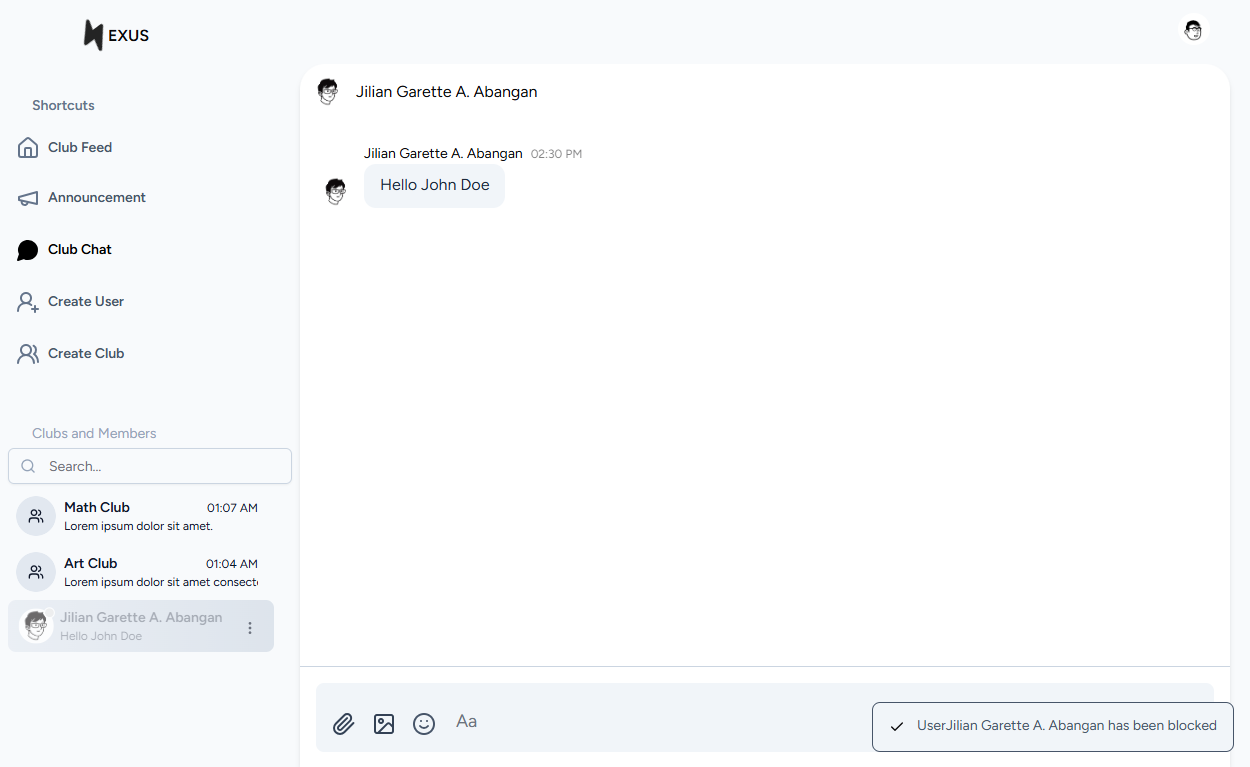 EXUS
Shortcuts
Club Feed
Announcement
Club Chat
Create User
Create Club
Clubs and Members
Search...
Math Club 01:07 AM
Lorem ipsum dolor sit amet.
Art Club 01:04 AM
Lorem ipsum dolor sit amet consect
Jilian Garette A. Abangan
Hello John Doe
Jilian Garette A. Abangan
Jilian Garette A. Abangan 02:30 PM
Hello John Doe
Aa
UserJilian Garette A. Abangan has been blocked